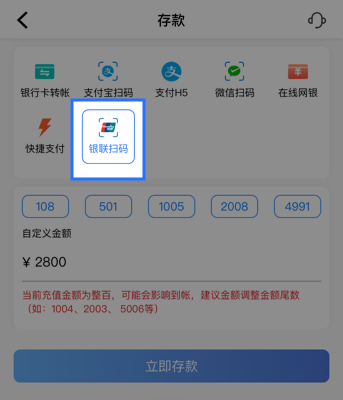 存款
银行卡转帐 支付宝扫码 支付H5 微信扫码 在线网银
快捷支付 银联扫码
108 501 1005 2008 4991
自定义金额
¥ 2800
当前充值金额为整百，可能会影响到帐，建议金额调整金额尾数
（如：1004、2003、 5006等）
立即存款